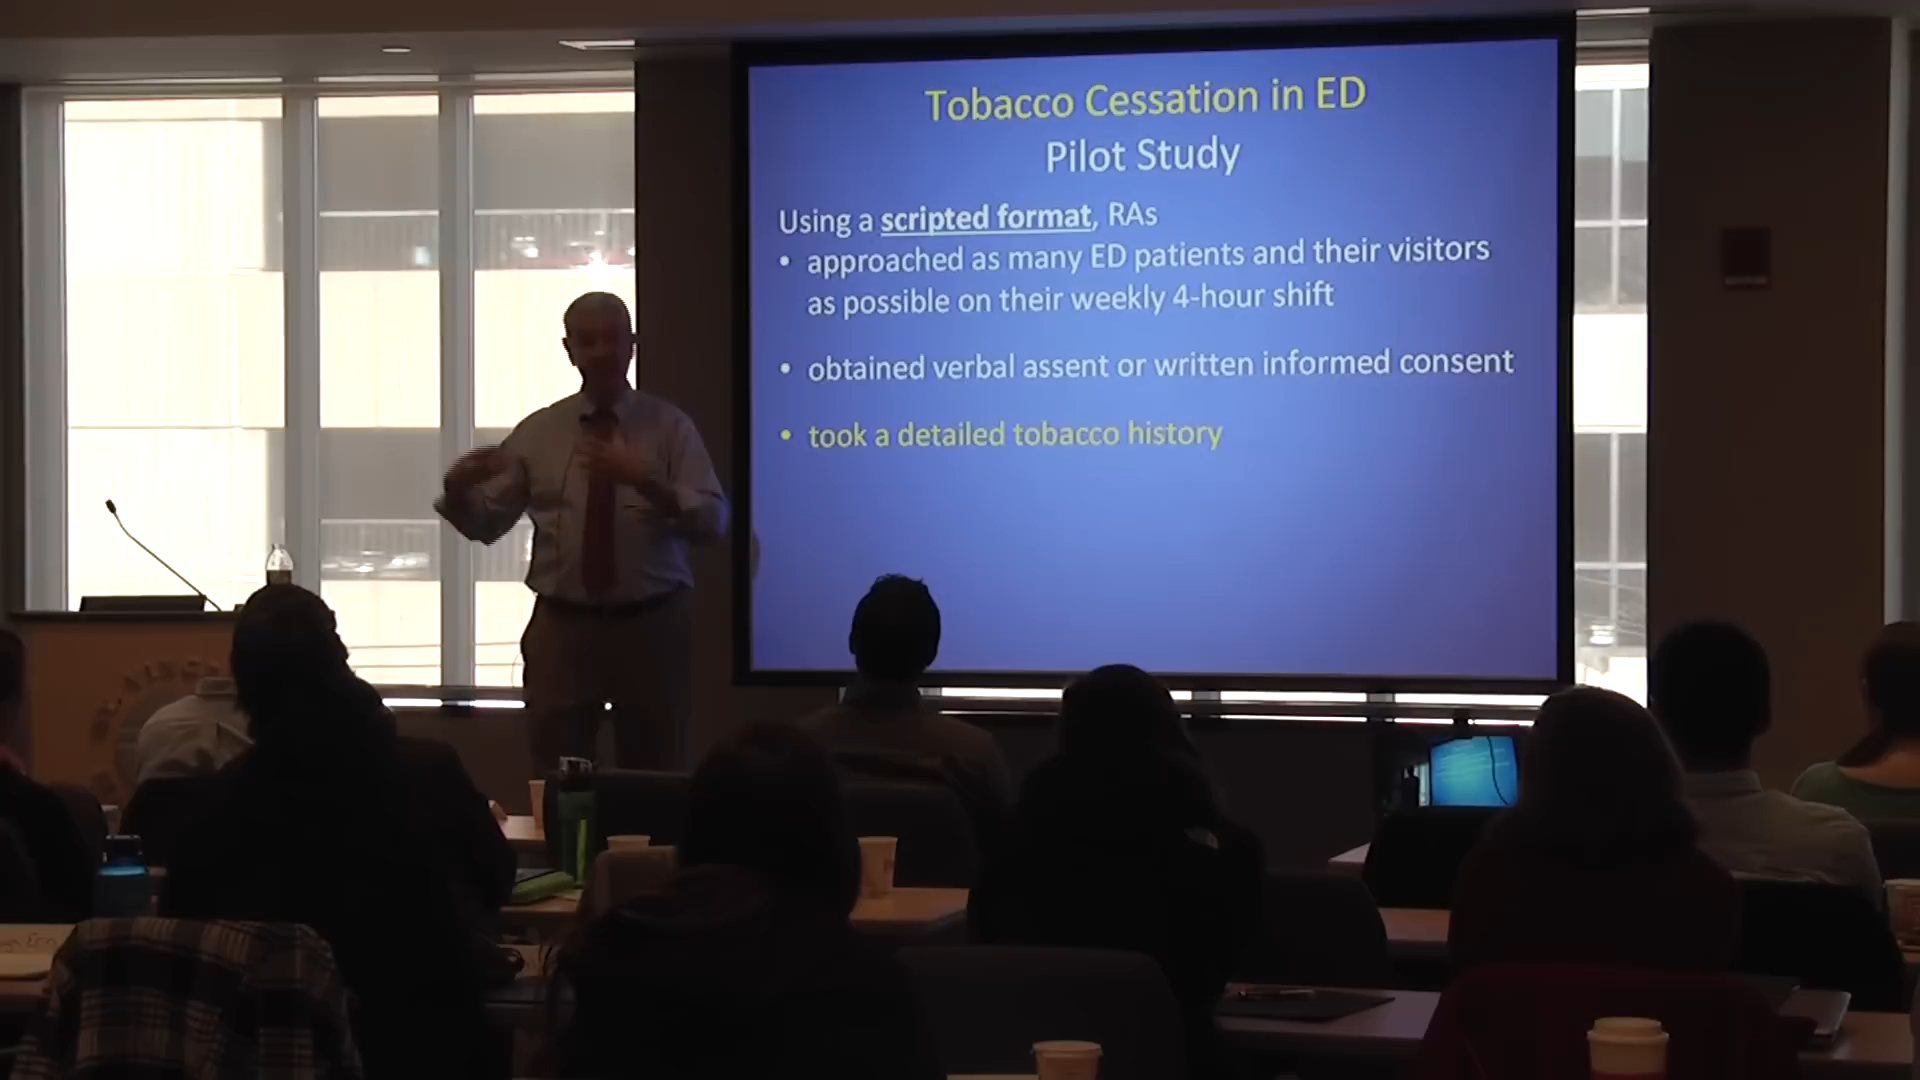 Tobacco Cessation in ED
Pilot Study
Using a scripted format, RAs
• approached as many ED patients and their visitors
as possible on their weekly 4-hour shift
• obtained verbal assent or written informed consent
• took a detailed tobacco history